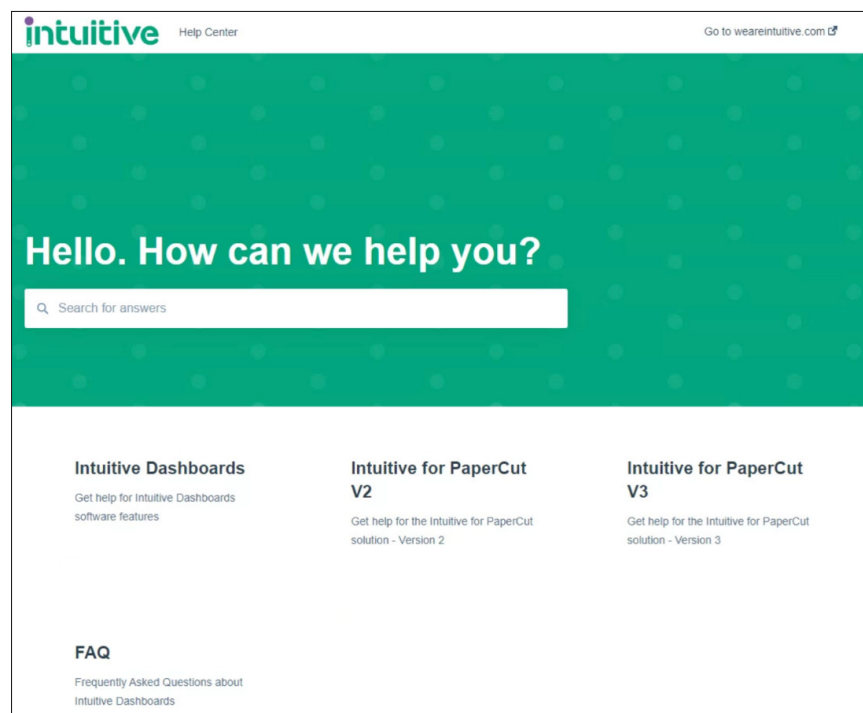 intuitive Help Center Go to weareintuitive.com
Hello. How can we help you?
Search for answers
Intuitive Dashboards
Get help for Intuitive Dashboards
software features
Intuitive for PaperCut
V2
Get help for the Intuitive for PaperCut
solution - Version 2
Intuitive for PaperCut
V3
Get help for the Intuitive for PaperCut
solution - Version 3
FAQ
Frequently Asked Questions about
Intuitive Dashboards